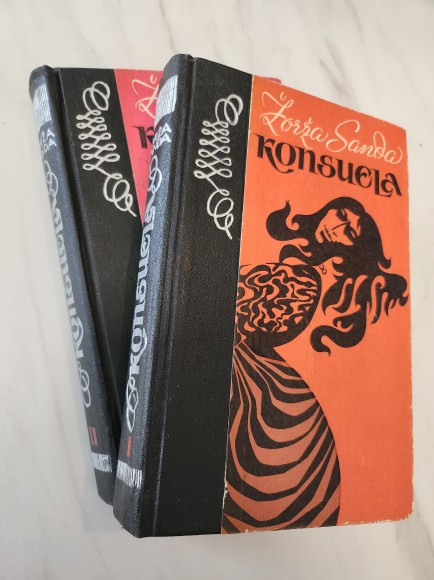 Žorža Sanda
KONSUELA
KONSUELA
I
KONSUELA
II